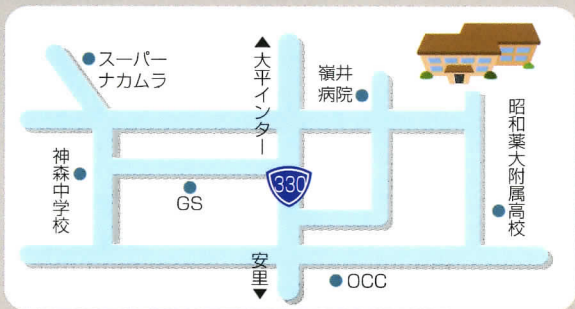 スーパー
ナカムラ
▲大平インター
嶺井
病院
昭和薬大附属高校
神森中学校
GS
330
安里▼
OCC